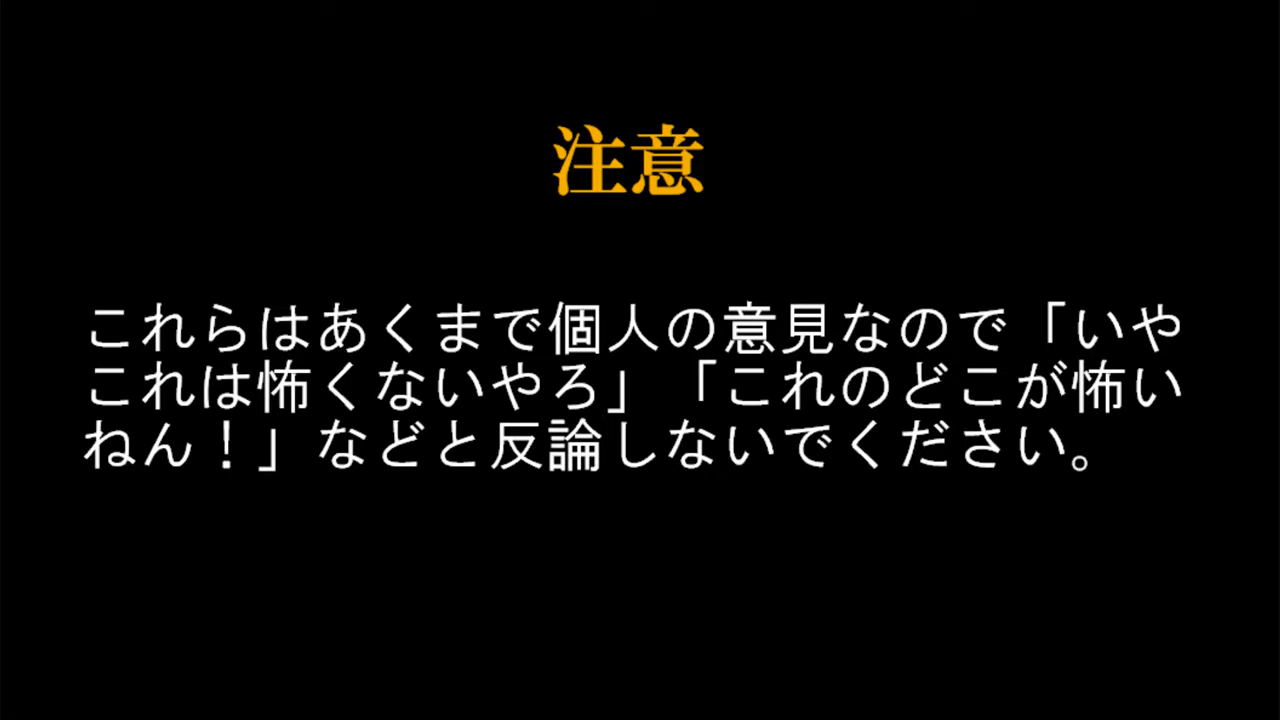 注意
これらはあくまで個人の意見なので「いや
これは怖くないやろ」「これのどこが怖い
ねん！」などと反論しないでください。